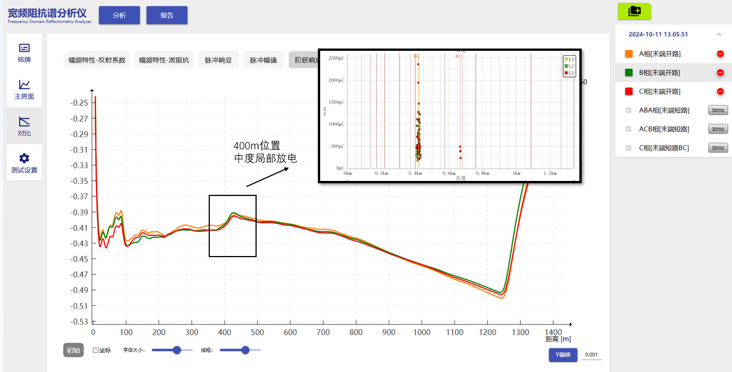 宽频阻抗谱分析仪
Frequency Domain Reflectometry Analyzer
分析
报告
铭牌
主界面
对比
测试设置
幅频特性-反射系数
幅频特性-波阻抗
脉冲响应
脉冲幅值
阶跃响
2500pC
2000pC
1500pC
1000pC
500pC
0pC
0km 0.2km 0.4km 0.6km 0.8km 1km 1.2km
长度
L1
L2
L3
400m位置
中度局部放电
-0.25
-0.27
-0.29
-0.31
-0.33
-0.35
-0.37
-0.39
-0.41
-0.43
-0.45
-0.47
-0.49
-0.51
-0.53
0 100 200 300 400 500 600 700 800 900 1000 1100 1200 1300 1400
距离 [m]
初始
坐标
字体大小:
线粗:
Y偏移
0.001
2024-10-11 13.05.51
A相[末端开路]
B相[末端开路]
C相[末端开路]
ABA相[末端短路]
ACB相[末端短路]
C相[末端短路BC]